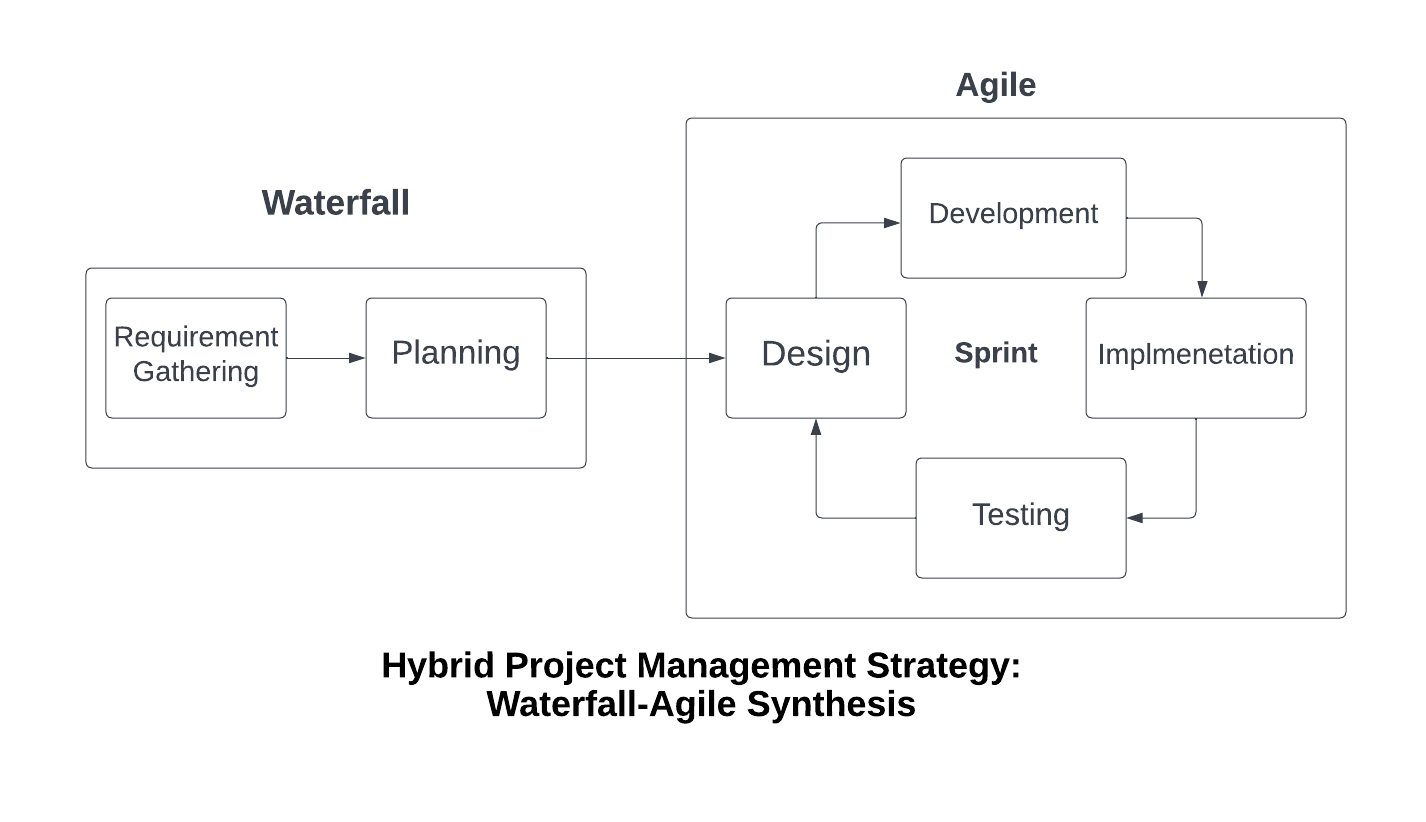 Agile
Waterfall
Development
Requirement
Gathering
Planning
Design
Sprint
Implmenetation
Testing
Hybrid Project Management Strategy:
Waterfall-Agile Synthesis